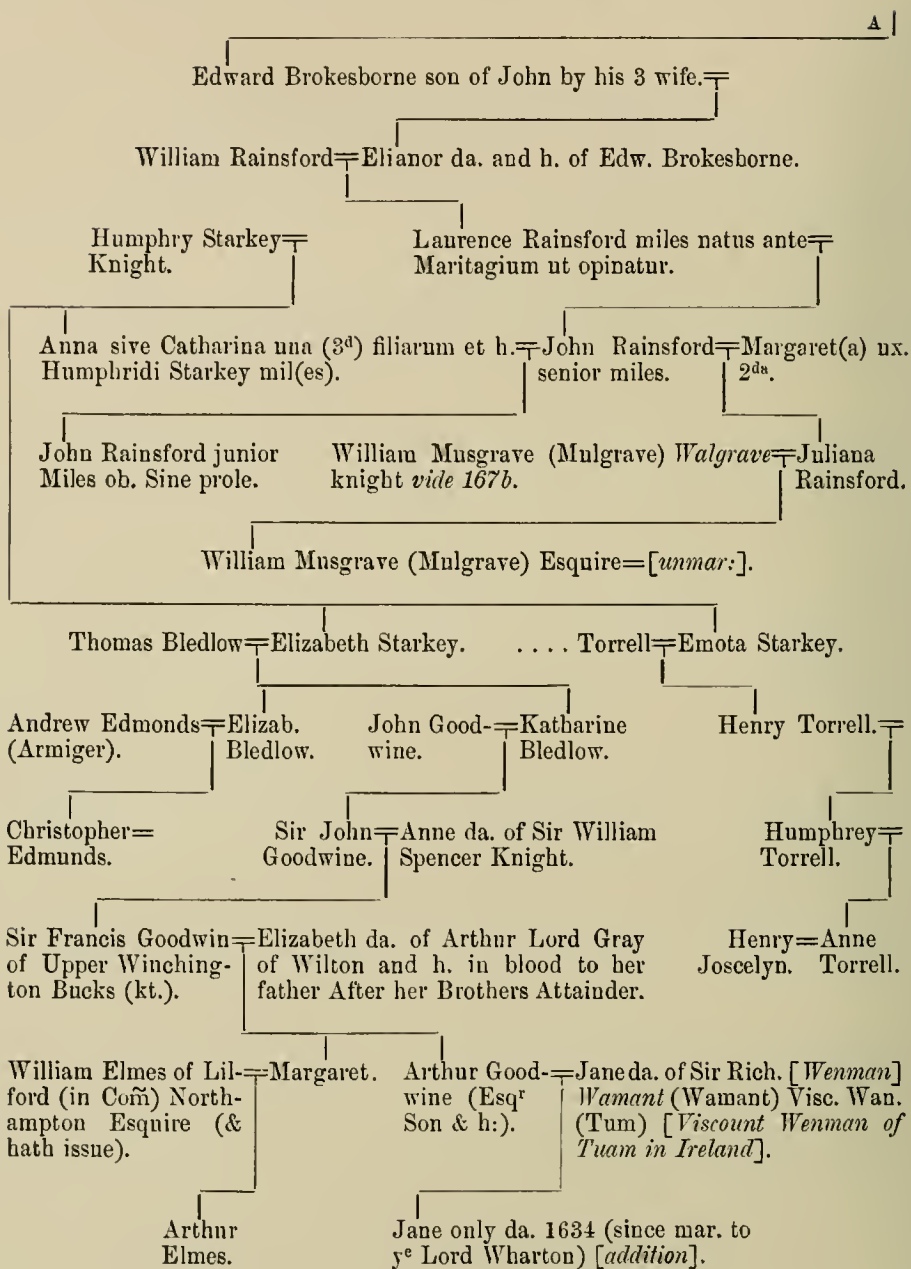 A
Edward Brokesborne son of John by his 3 wife.
William Rainsford=Elianor da. and h. of Edw. Brokesborne.
Humphry Starkey=
Knight.
Laurence Rainsford miles natus ante=
Maritagium ut opinatur.
Anna sive Catharina una (3d) filiarum et h.=John Rainsford=Margaret(a) ux.
Humphridi Starkey mil(es).
senior miles.
2da.
John Rainsford junior
Miles ob. Sine prole.
William Musgrave (Mulgrave) Walgrave=Juliana
knight vide 167b.
Rainsford.
William Musgrave (Mulgrave) Esquire=[unmar:].
Thomas Bledlow=Elizabeth Starkey.
.... Torrell=Emota Starkey.
Andrew Edmonds=Elizab.
(Armiger).
Bledlow.
John Good-=Katharine
wine.
Bledlow.
Henry Torrell.=
Christopher=
Edmunds.
Sir John=Anne da. of Sir William
Goodwine.
Spencer Knight.
Humphrey=
Torrell.
Sir Francis Goodwin=Elizabeth da. of Arthur Lord Gray
of Upper Winching-
of Wilton and h. in blood to her
ton Bucks (kt.).
father After her Brothers Attainder.
Henry=Anne
Joscelyn. Torrell.
William Elmes of Lil-=Margaret.
ford (in Com̃) North-
ampton Esquire (&
hath issue).
Arthur Good-=Jane da. of Sir Rich. [Wenman]
wine (Esqr
Wamant (Wamant) Visc. Wan.
Son & h:).
(Tum) [Viscount Wenman of
Tuam in Ireland].
Arthur
Elmes.
Jane only da. 1634 (since mar. to
ye Lord Wharton) [addition].